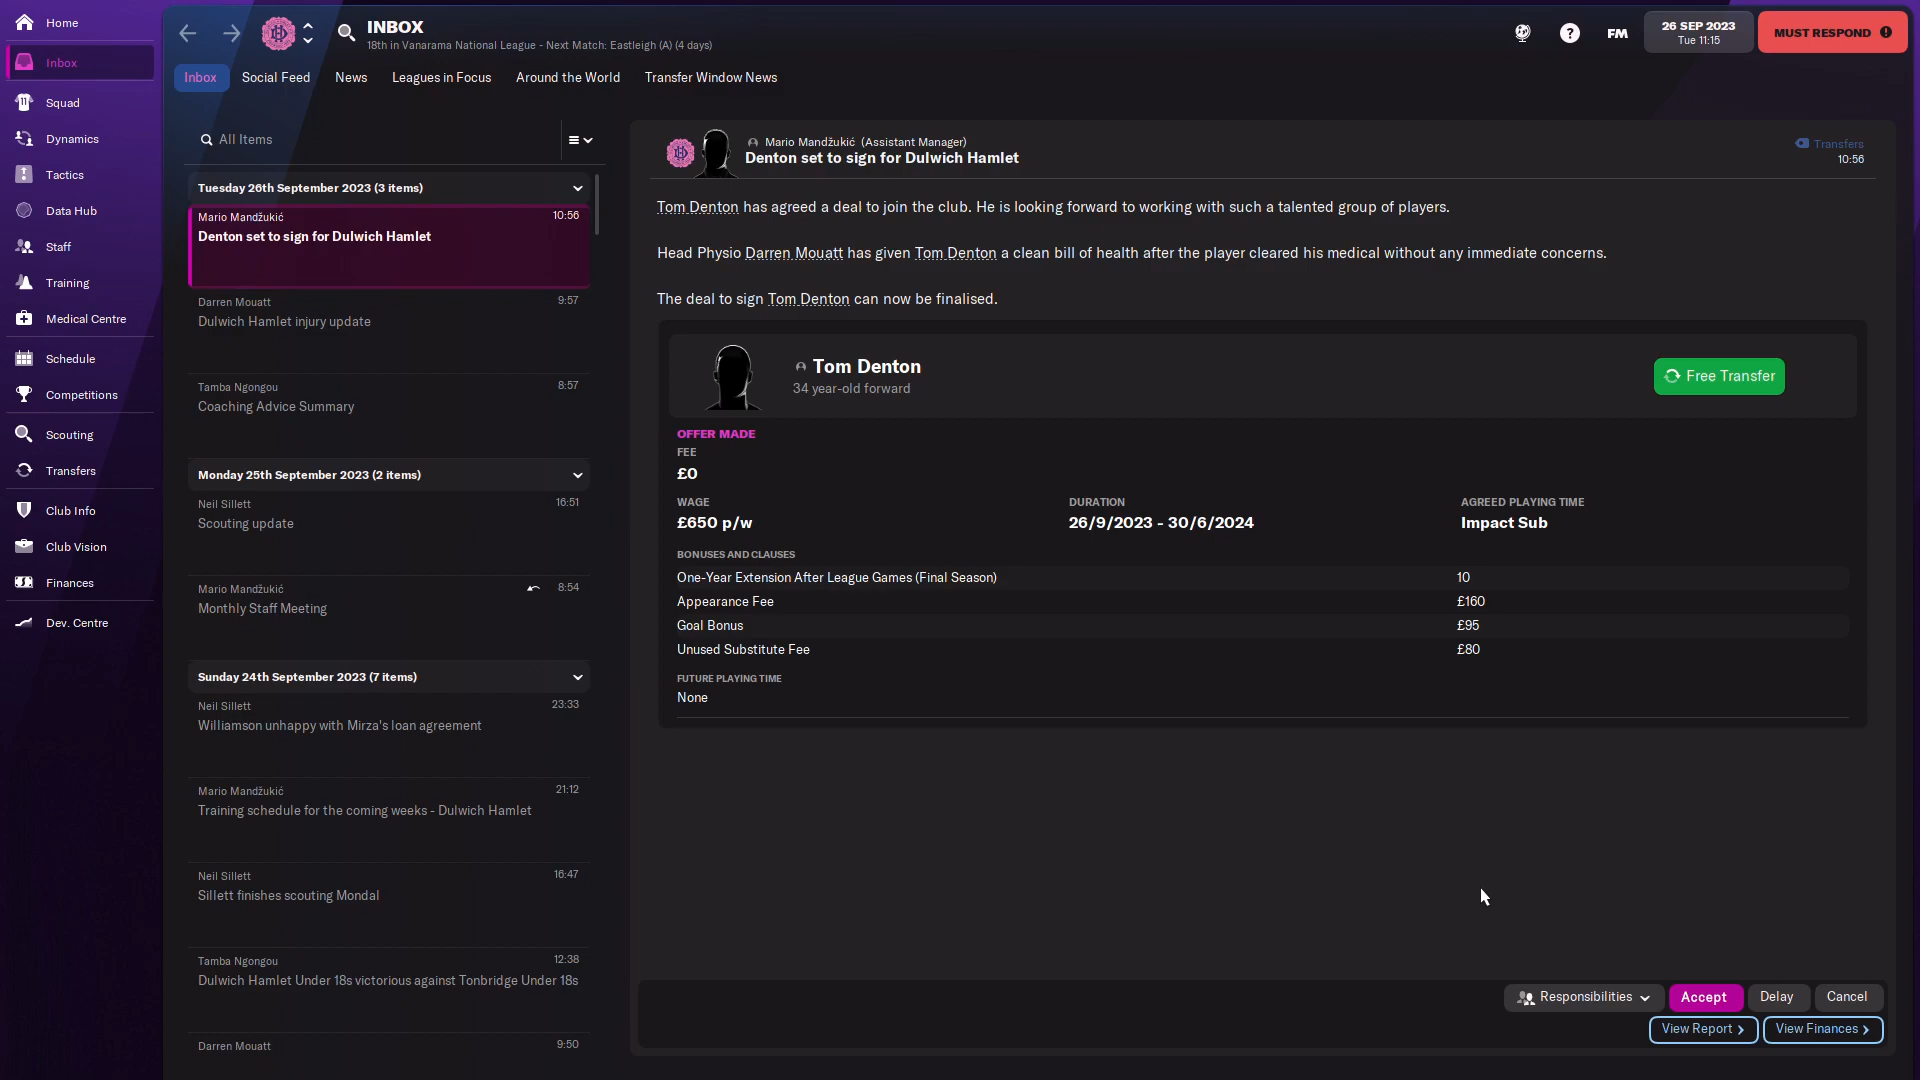 Home
Inbox
Squad
Dynamics
Tactics
Data Hub
Staff
Training
Medical Centre
Schedule
Competitions
Scouting
Transfers
Club Info
Club Vision
Finances
Dev. Centre
INBOX
18th in Vanarama National League - Next Match: Eastleigh (A) (4 days)
FM
26 SEP 2023
Tue 11:15
MUST RESPOND
Inbox Social Feed News Leagues in Focus Around the World Transfer Window News
All Items
Tuesday 26th September 2023 (3 items)
Mario Mandžukić 10:56
Denton set to sign for Dulwich Hamlet
Darren Mouatt 9:57
Dulwich Hamlet injury update
Tamba Ngongou 8:57
Coaching Advice Summary
Monday 25th September 2023 (2 items)
Neil Sillett 16:51
Scouting update
Mario Mandžukić 8:54
Monthly Staff Meeting
Sunday 24th September 2023 (7 items)
Neil Sillett 23:33
Williamson unhappy with Mirza's loan agreement
Mario Mandžukić 21:12
Training schedule for the coming weeks - Dulwich Hamlet
Neil Sillett 16:47
Sillett finishes scouting Mondal
Tamba Ngongou 12:38
Dulwich Hamlet Under 18s victorious against Tonbridge Under 18s
Darren Mouatt 9:50
Mario Mandžukić (Assistant Manager)
Denton set to sign for Dulwich Hamlet
Transfers
10:56
Tom Denton has agreed a deal to join the club. He is looking forward to working with such a talented group of players.
Head Physio Darren Mouatt has given Tom Denton a clean bill of health after the player cleared his medical without any immediate concerns.
The deal to sign Tom Denton can now be finalised.
Tom Denton
34 year-old forward
Free Transfer
OFFER MADE
FEE
£0
WAGE DURATION AGREED PLAYING TIME
£650 p/w 26/9/2023 - 30/6/2024 Impact Sub
BONUSES AND CLAUSES
One-Year Extension After League Games (Final Season) 10
Appearance Fee £160
Goal Bonus £95
Unused Substitute Fee £80
FUTURE PLAYING TIME
None
Responsibilities Accept Delay Cancel
View Report View Finances